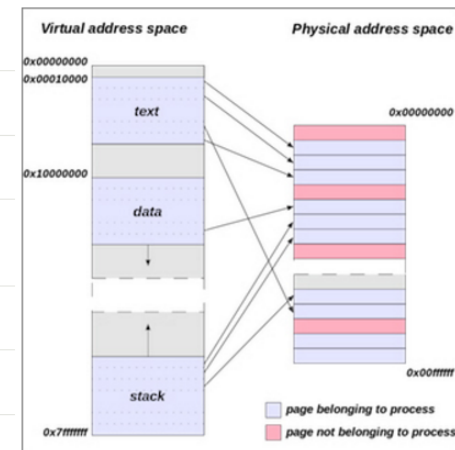 Virtual address space
Physical address space
0x00000000
0x00010000
text
0x10000000
data
stack
0x7fffffff
0x00000000
0x00ffffff
page belonging to process
page not belonging to process